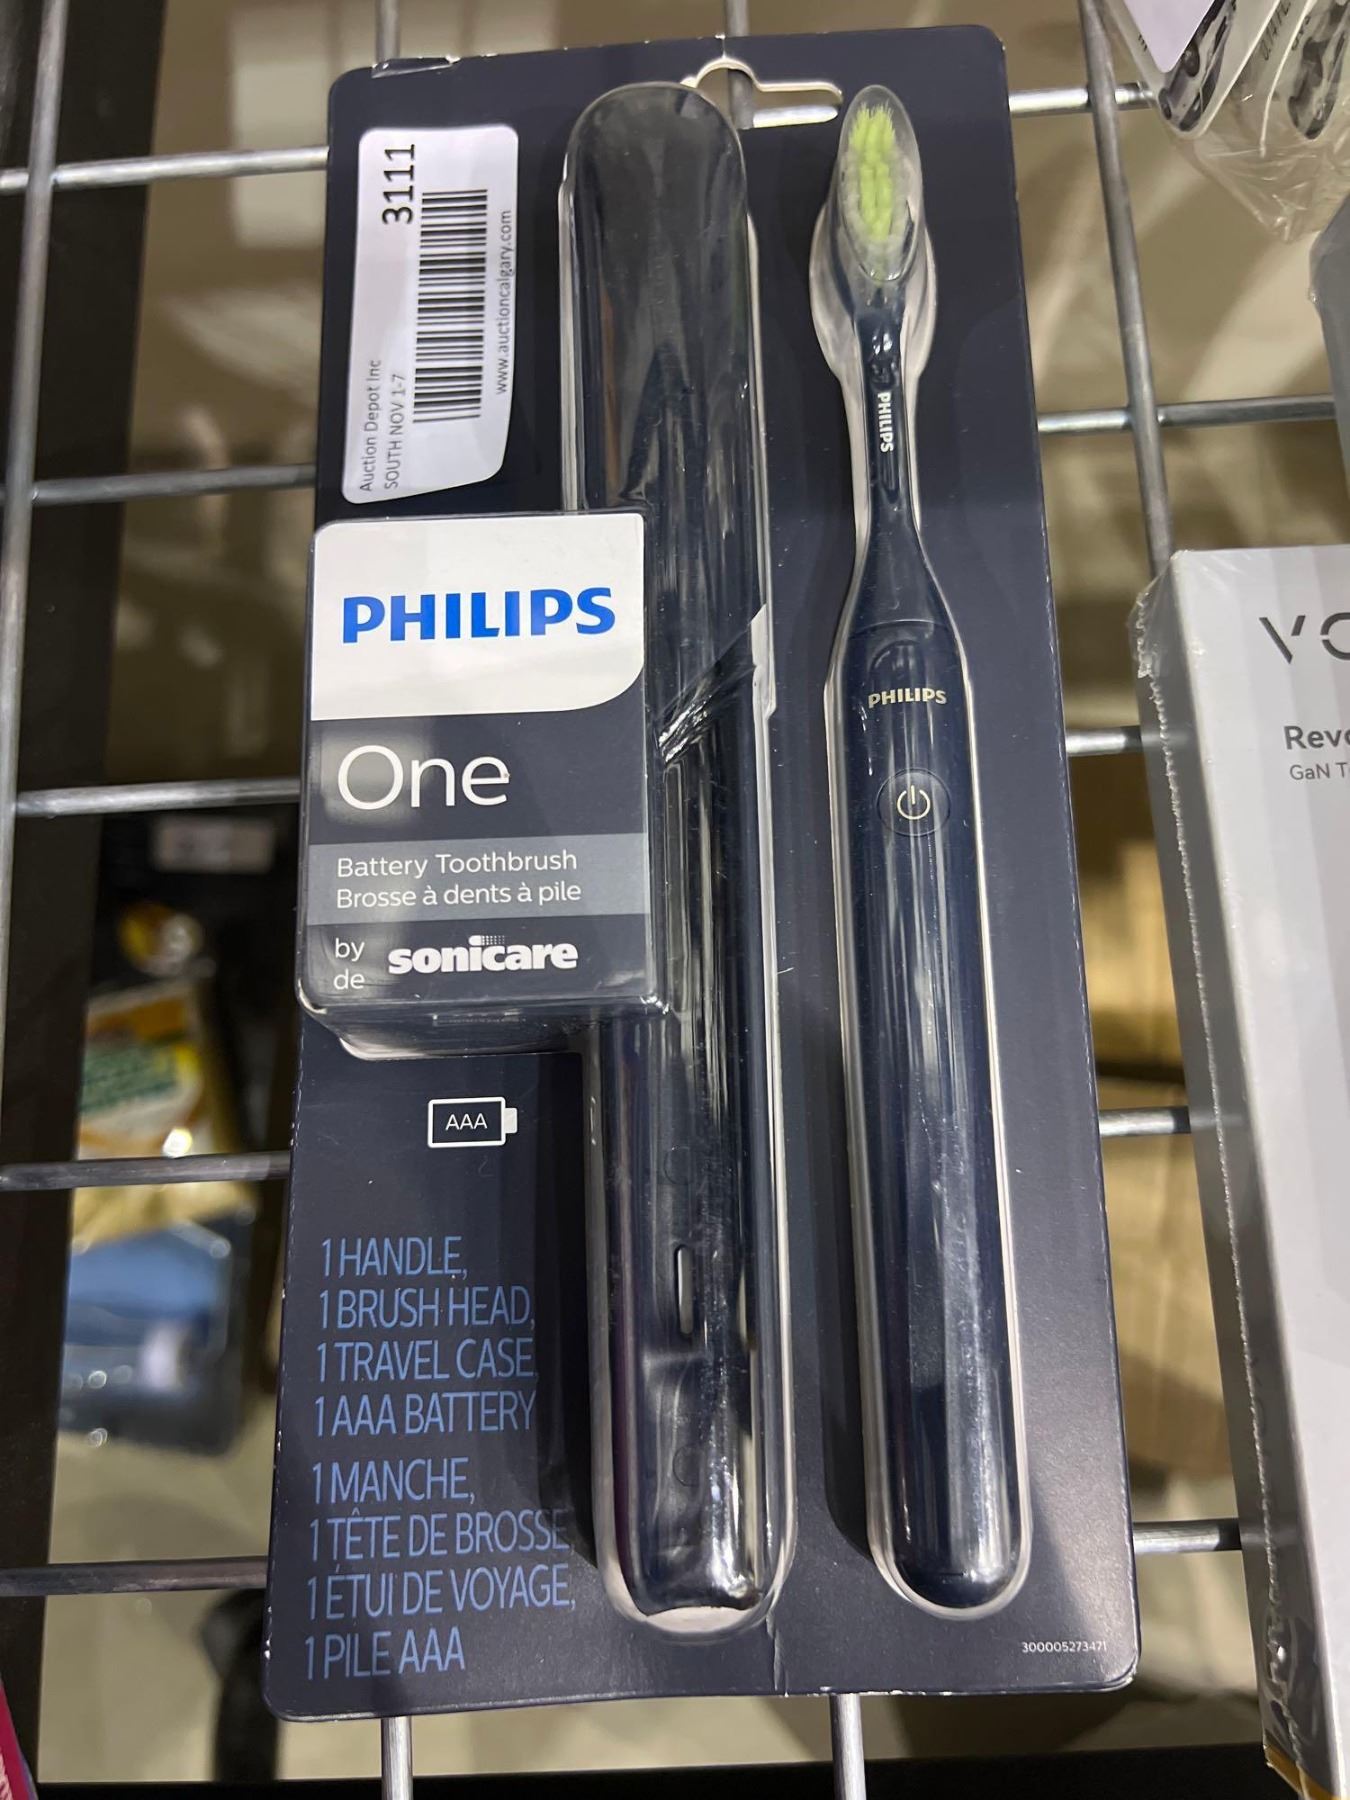 3111
www.auctioncalgary.com
Auction Depot Inc
SOUTH NOV 1-7
PHILIPS
One
Battery Toothbrush
Brosse à dents à pile
by
de
sonicare
AAA
1 HANDLE,
1 BRUSH HEAD,
1 TRAVEL CASE,
1 AAA BATTERY
1 MANCHE,
1 TÊTE DE BROSSE,
1 ÉTUI DE VOYAGE,
1 PILE AAA
PHILIPS
PHILIPS
300005273471
GaN